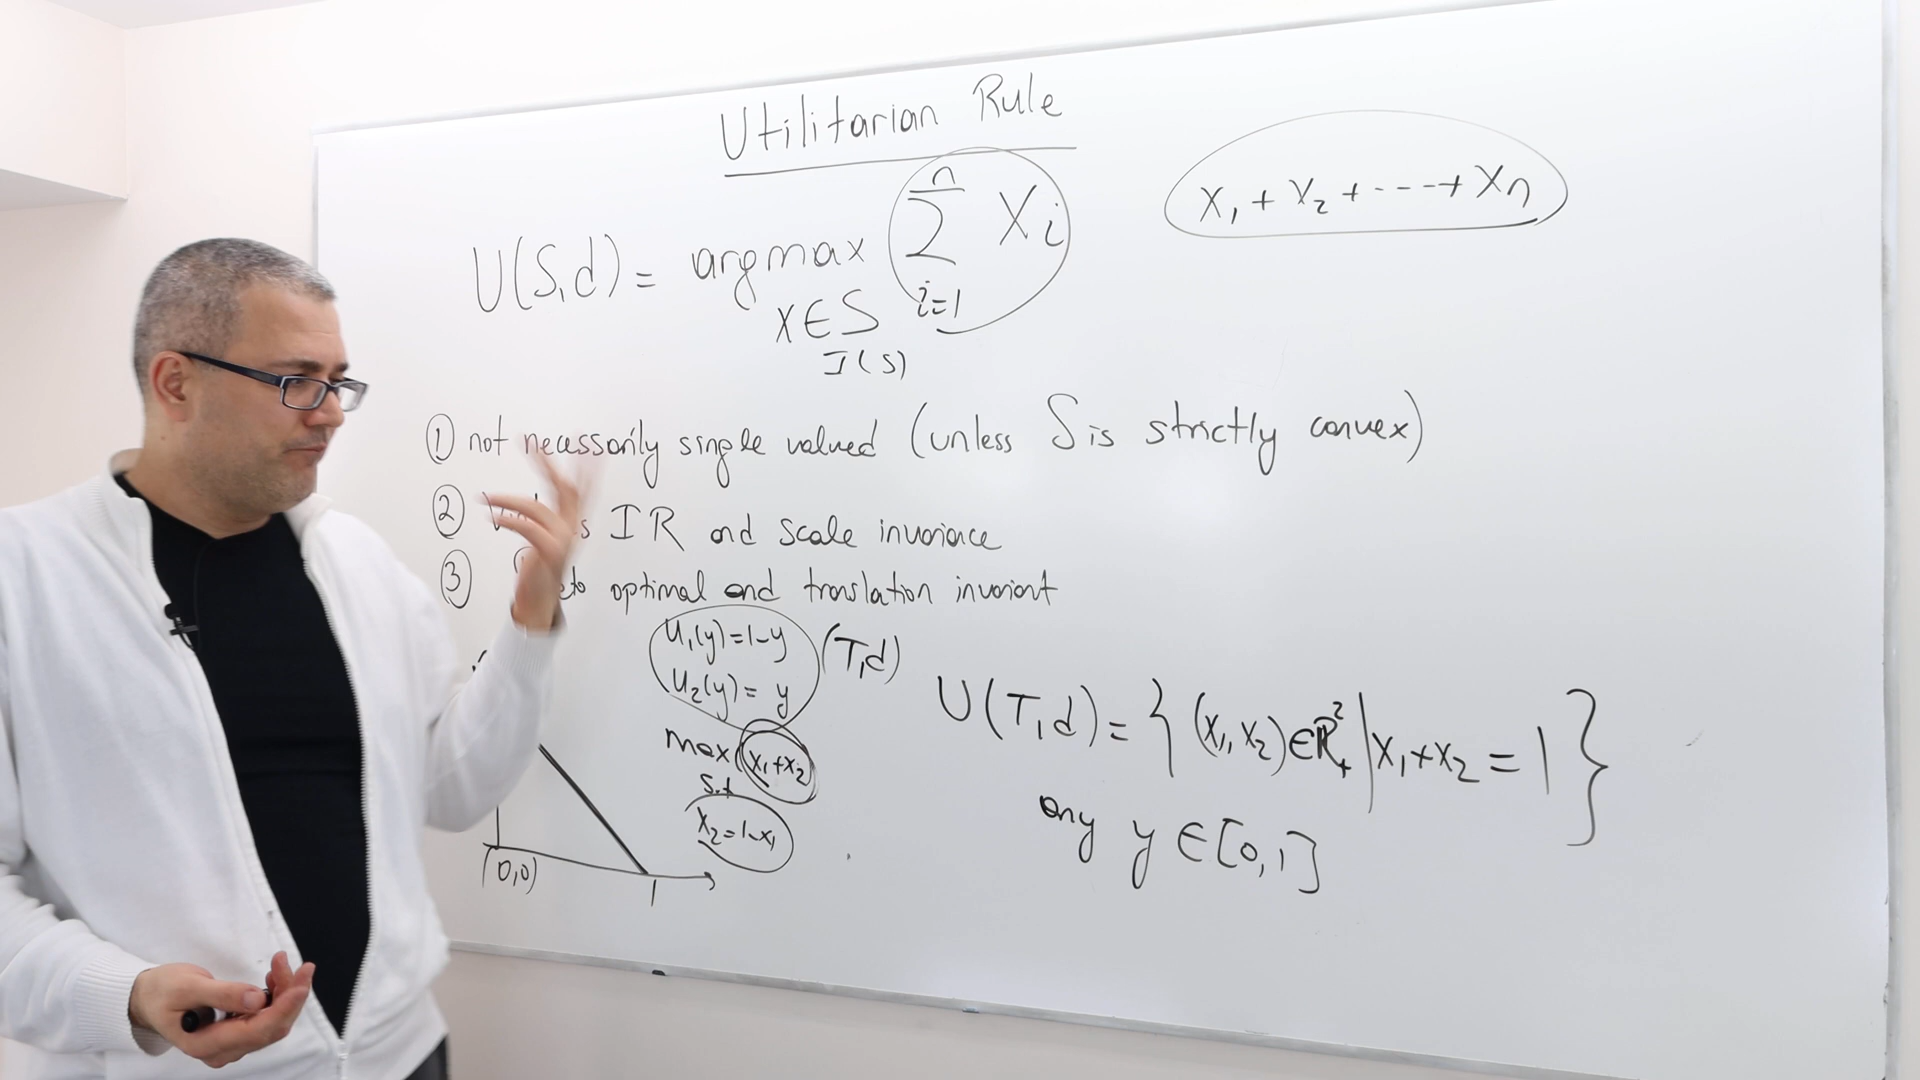 Utilitarian Rule
U(S,d) = argmax Σ Xi
n
i=1
X∈S
I(S)
X₁ + X₂ + ---+ Xn
① not necessarily single valued (unless S is strictly convex)
② IR and scale invariance
③ optimal and translation invariant
U₁(y)=1-y
U₂(y)= y
(T,d)
max x₁+x₂
s.t
x₂=1-x₁
(0,0)
1
U(T,d)= { (x₁,x₂)∈R²₊ | x₁+x₂ = 1 }
any y ∈[0,1]